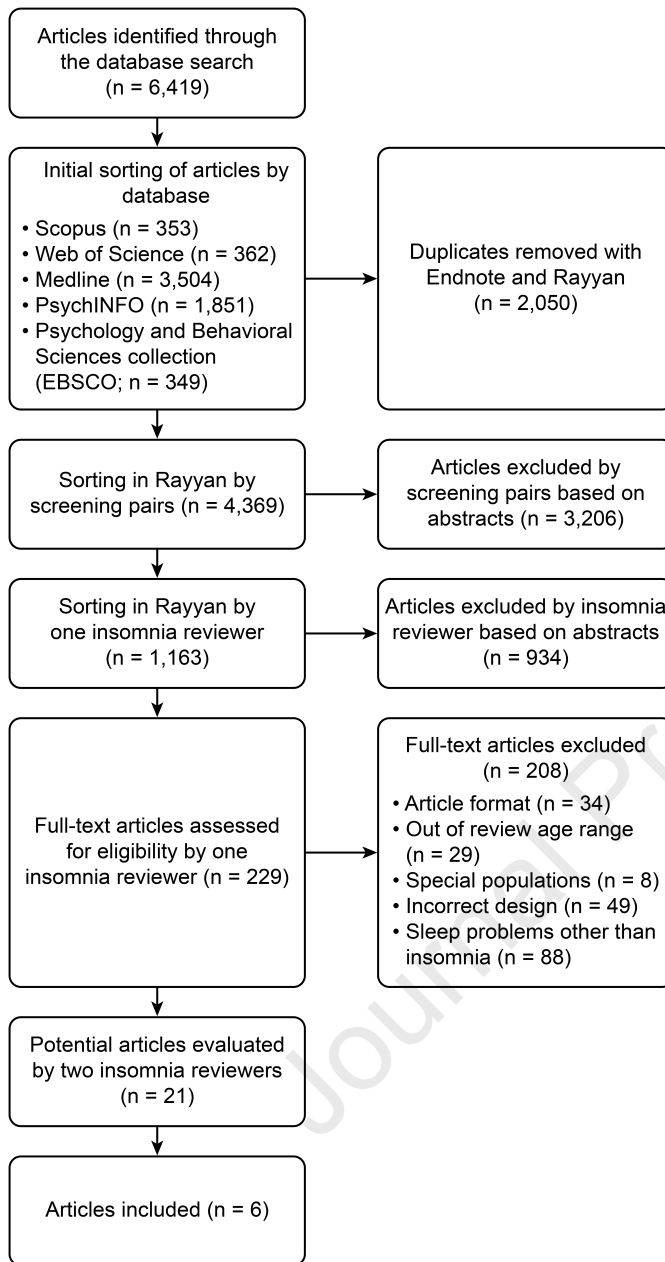 Articles identified through
the database search
(n = 6,419)
Initial sorting of articles by
database
• Scopus (n = 353)
• Web of Science (n = 362)
• Medline (n = 3,504)
• PsychINFO (n = 1,851)
• Psychology and Behavioral
Sciences collection
(EBSCO; n = 349)
Duplicates removed with
Endnote and Rayyan
(n = 2,050)
Sorting in Rayyan by
screening pairs (n = 4,369)
Articles excluded by
screening pairs based on
abstracts (n = 3,206)
Sorting in Rayyan by
one insomnia reviewer
(n = 1,163)
Articles excluded by insomnia
reviewer based on abstracts
(n = 934)
Full-text articles assessed
for eligibility by one
insomnia reviewer (n = 229)
Full-text articles excluded
(n = 208)
• Article format (n = 34)
• Out of review age range
(n = 29)
• Special populations (n = 8)
• Incorrect design (n = 49)
• Sleep problems other than
insomnia (n = 88)
Potential articles evaluated
by two insomnia reviewers
(n = 21)
Articles included (n = 6)
Journal Pr